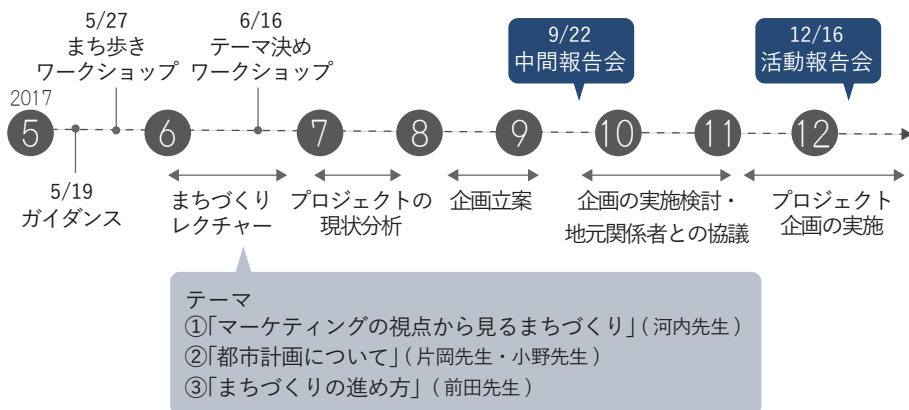 5/27
まち歩き
ワークショップ
6/16
テーマ決め
ワークショップ
9/22
中間報告会
12/16
活動報告会
2017
5
6
7
8
9
10
11
12
5/19
ガイダンス
まちづくり
レクチャー
プロジェクトの
現状分析
企画立案
企画の実施検討・
地元関係者との協議
プロジェクト
企画の実施
テーマ
①「マーケティングの視点から見るまちづくり」(河内先生)
②「都市計画について」(片岡先生・小野先生)
③「まちづくりの進め方」(前田先生)